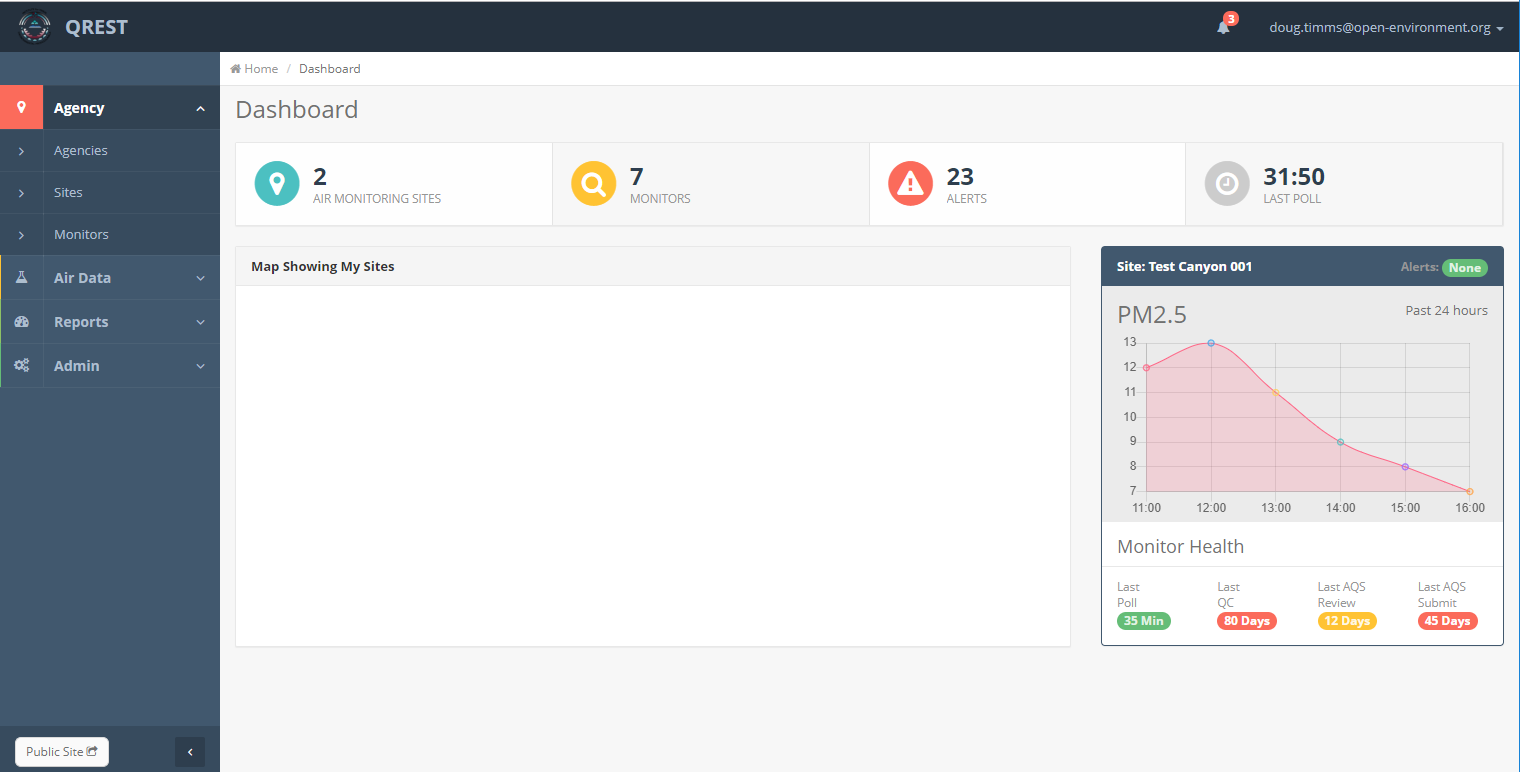 QREST
3
doug.timms@open-environment.org
Home / Dashboard
Agency
Agencies
Sites
Monitors
Air Data
Reports
Admin
Public Site
Dashboard
2
AIR MONITORING SITES
7
MONITORS
23
ALERTS
31:50
LAST POLL
Map Showing My Sites
Site: Test Canyon 001
Alerts: None
PM2.5
Past 24 hours
13
12
11
10
9
8
7
11:00 12:00 13:00 14:00 15:00 16:00
Monitor Health
Last
Poll
35 Min
Last
QC
80 Days
Last AQS
Review
12 Days
Last AQS
Submit
45 Days